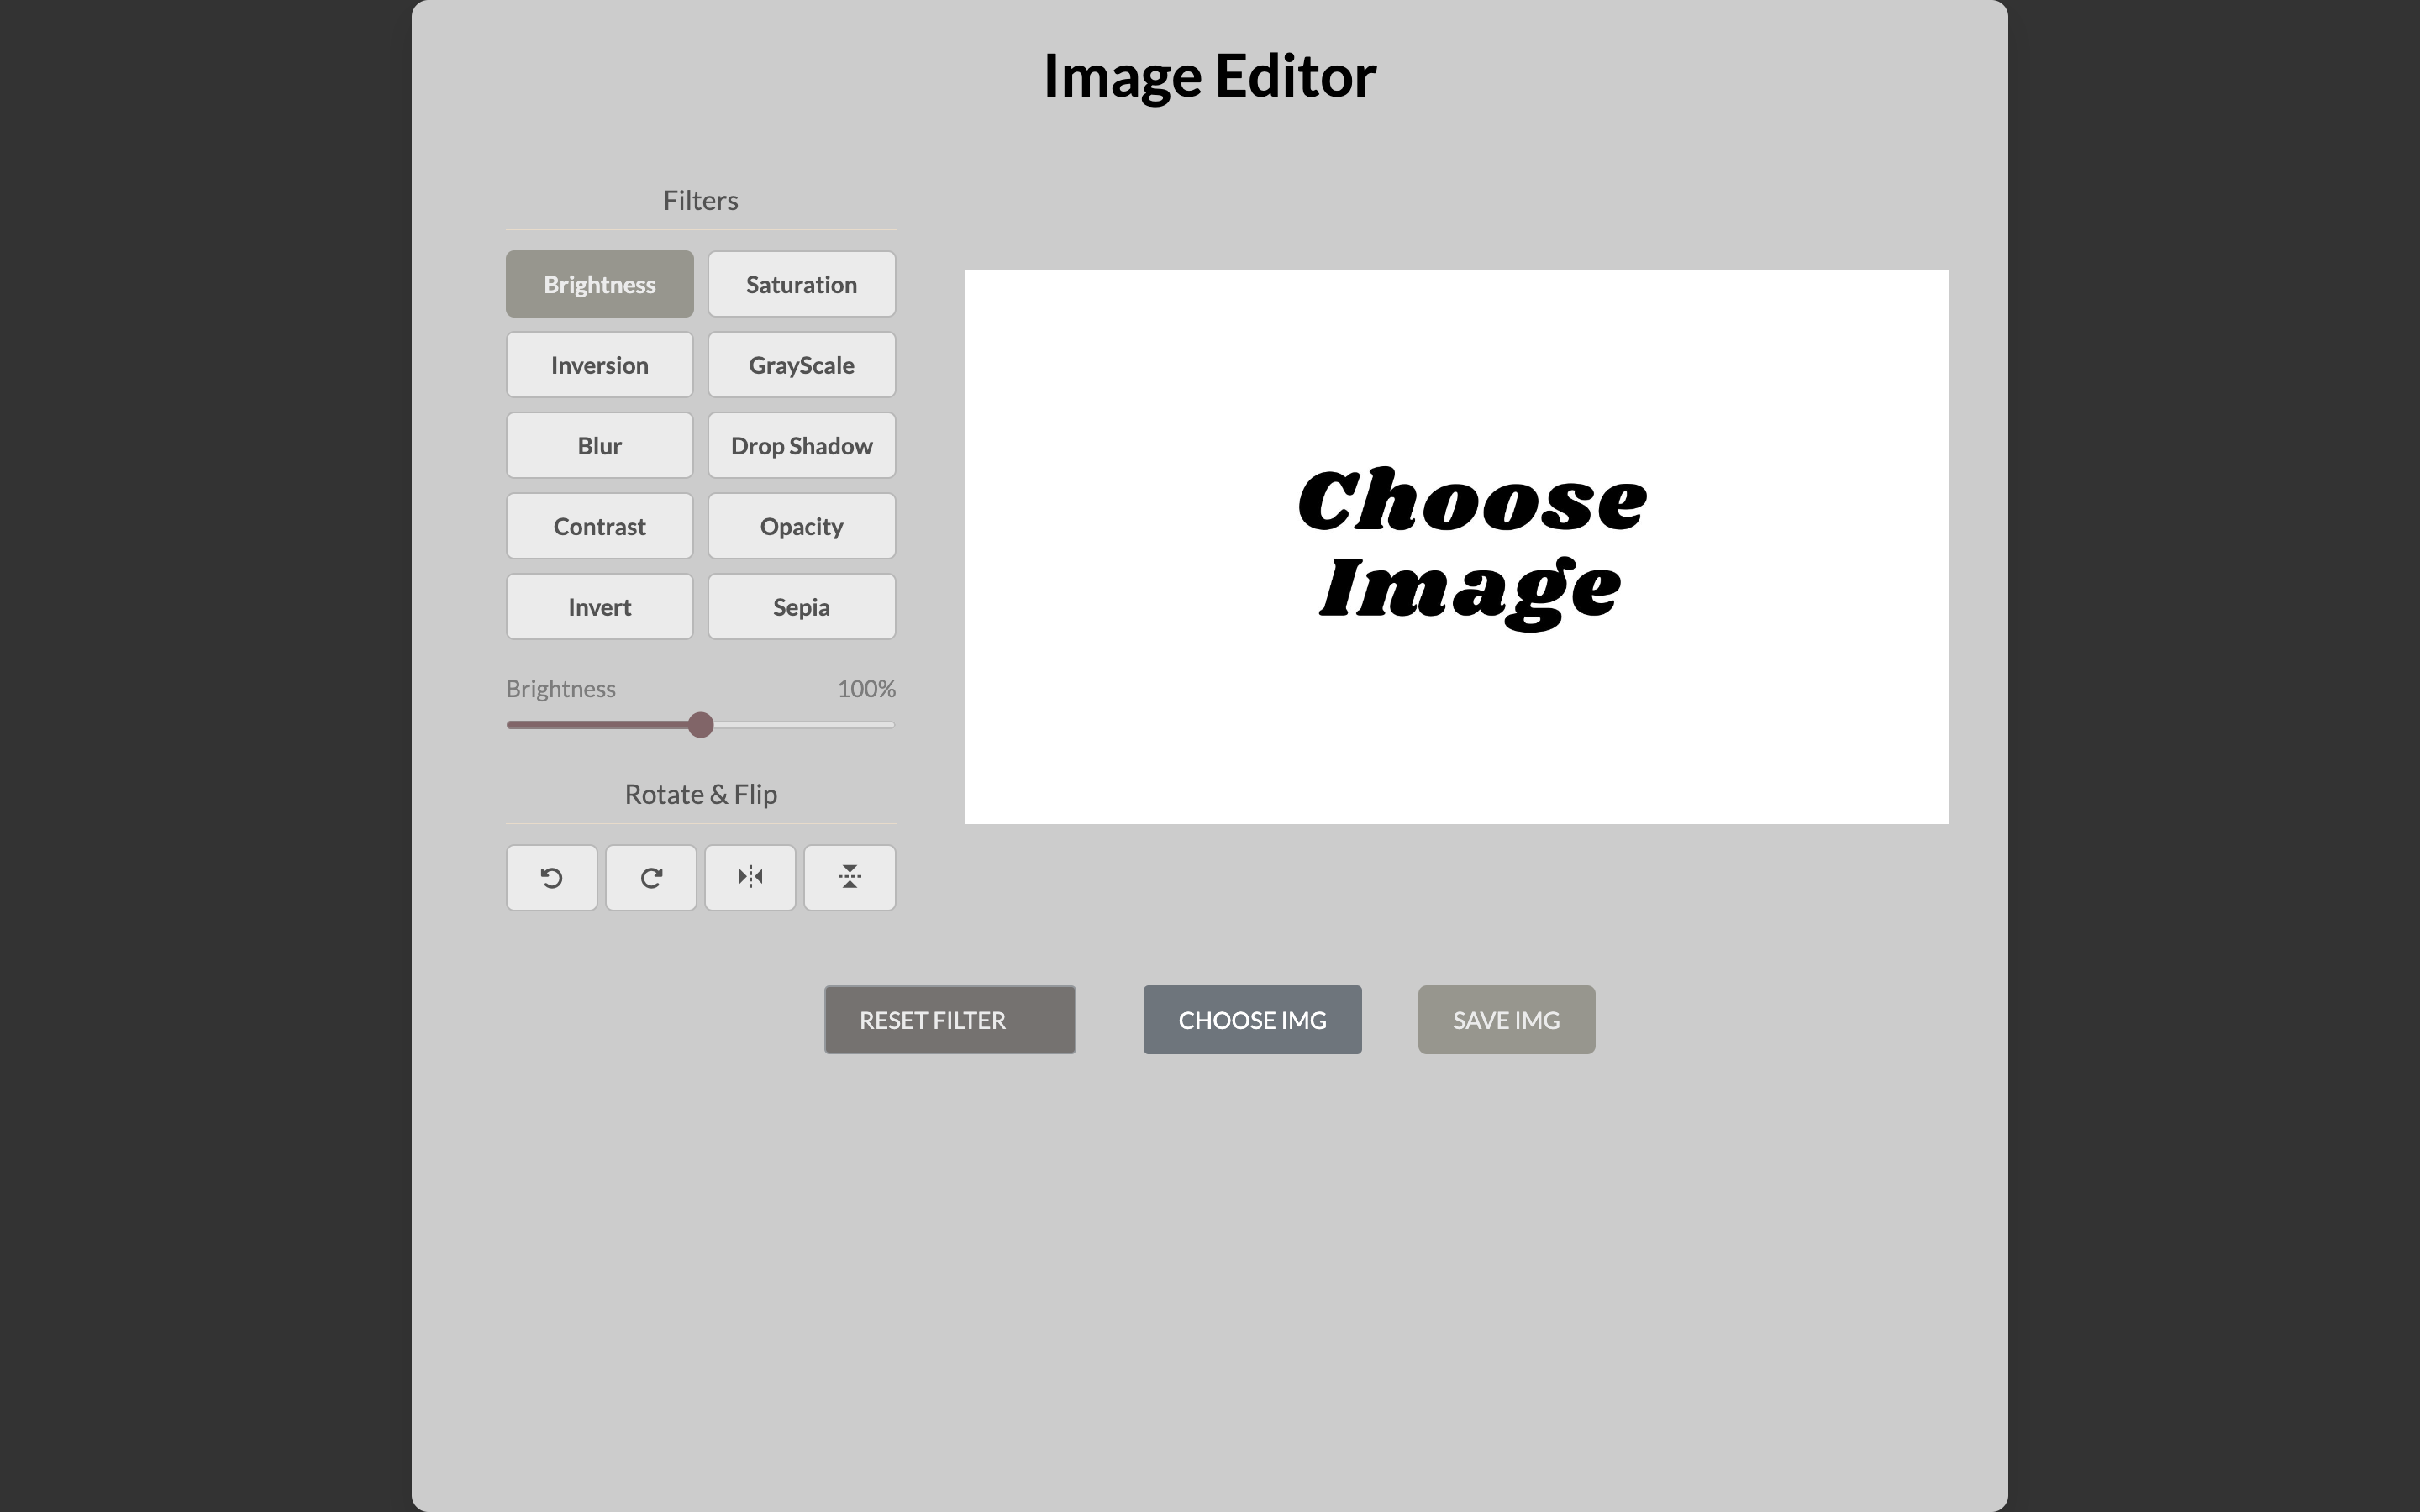 Image Editor
Filters
Brightness
Saturation
Inversion
GrayScale
Blur
Drop Shadow
Contrast
Opacity
Invert
Sepia
Brightness 100%
Rotate & Flip
Choose
Image
RESET FILTER
CHOOSE IMG
SAVE IMG